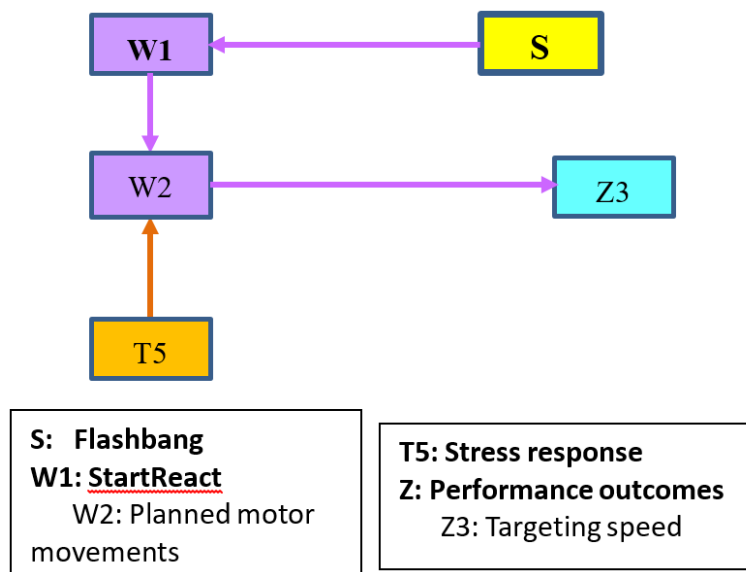 W1
S
W2
Z3
T5
S: Flashbang
W1: StartReact
W2: Planned motor
movements
T5: Stress response
Z: Performance outcomes
Z3: Targeting speed